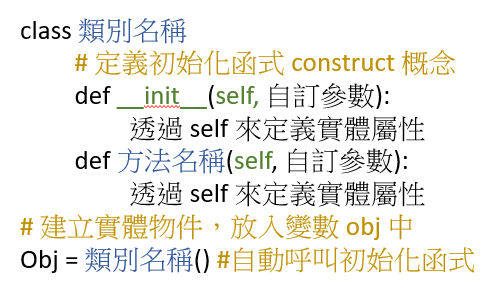 class 類別名稱
# 定義初始化函式 construct 概念
def __init__(self, 自訂參數):
透過 self 來定義實體屬性
def 方法名稱(self, 自訂參數):
透過 self 來定義實體屬性
# 建立實體物件，放入變數 obj 中
Obj = 類別名稱() #自動呼叫初始化函式